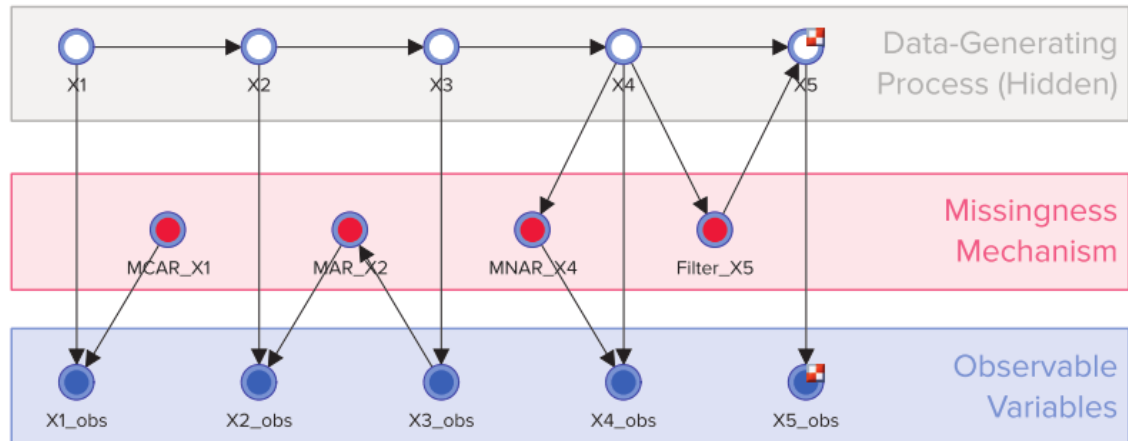 Data-Generating
Process (Hidden)
X1
X2
X3
X4
X5
Missingness
Mechanism
MCAR_X1
MAR_X2
MNAR_X4
Filter_X5
Observable
Variables
X1_obs
X2_obs
X3_obs
X4_obs
X5_obs